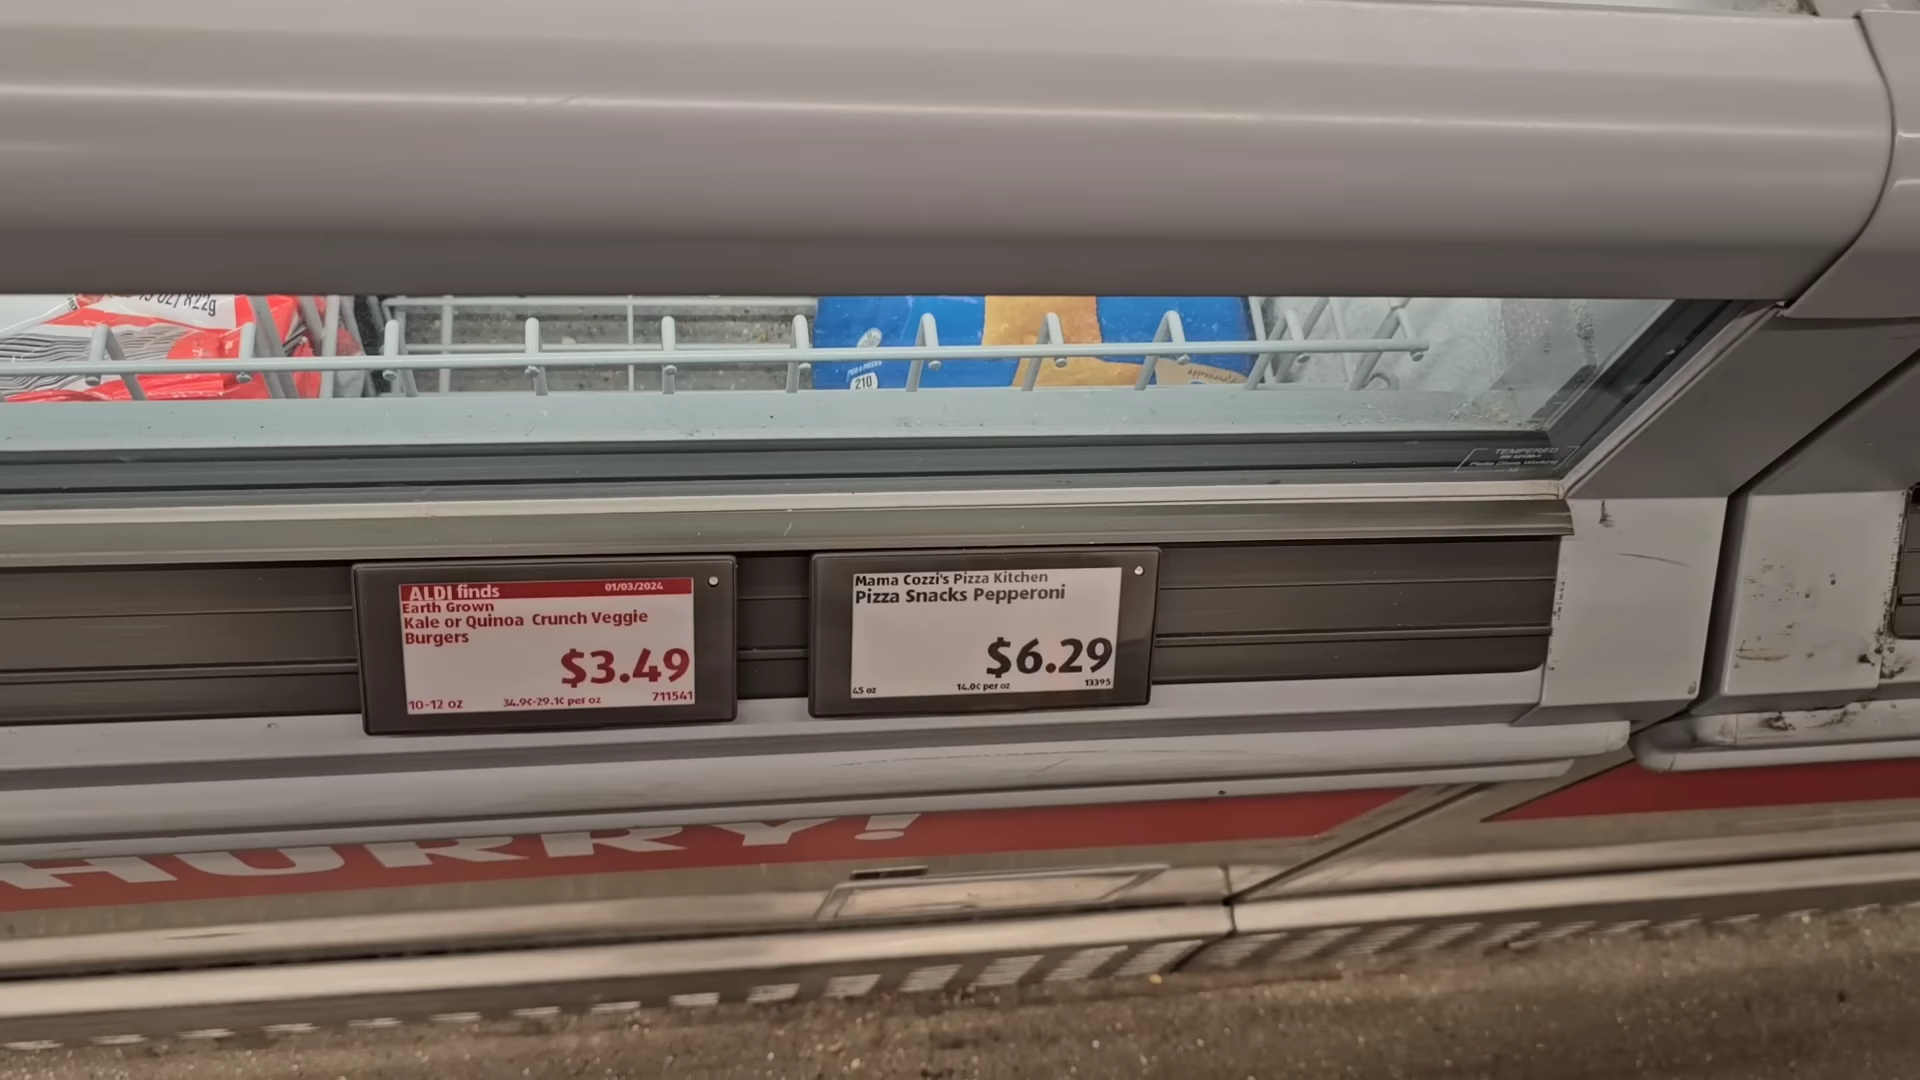 822g
210
TEMPERED
ALDI finds 01/03/2024
Earth Grown
Kale or Quinoa Crunch Veggie
Burgers
$3.49
10-12 oz 34.9¢-29.1¢ per oz 711541
Mama Cozzi's Pizza Kitchen
Pizza Snacks Pepperoni
$6.29
45 oz 14.0¢ per oz 13395
HURRY!